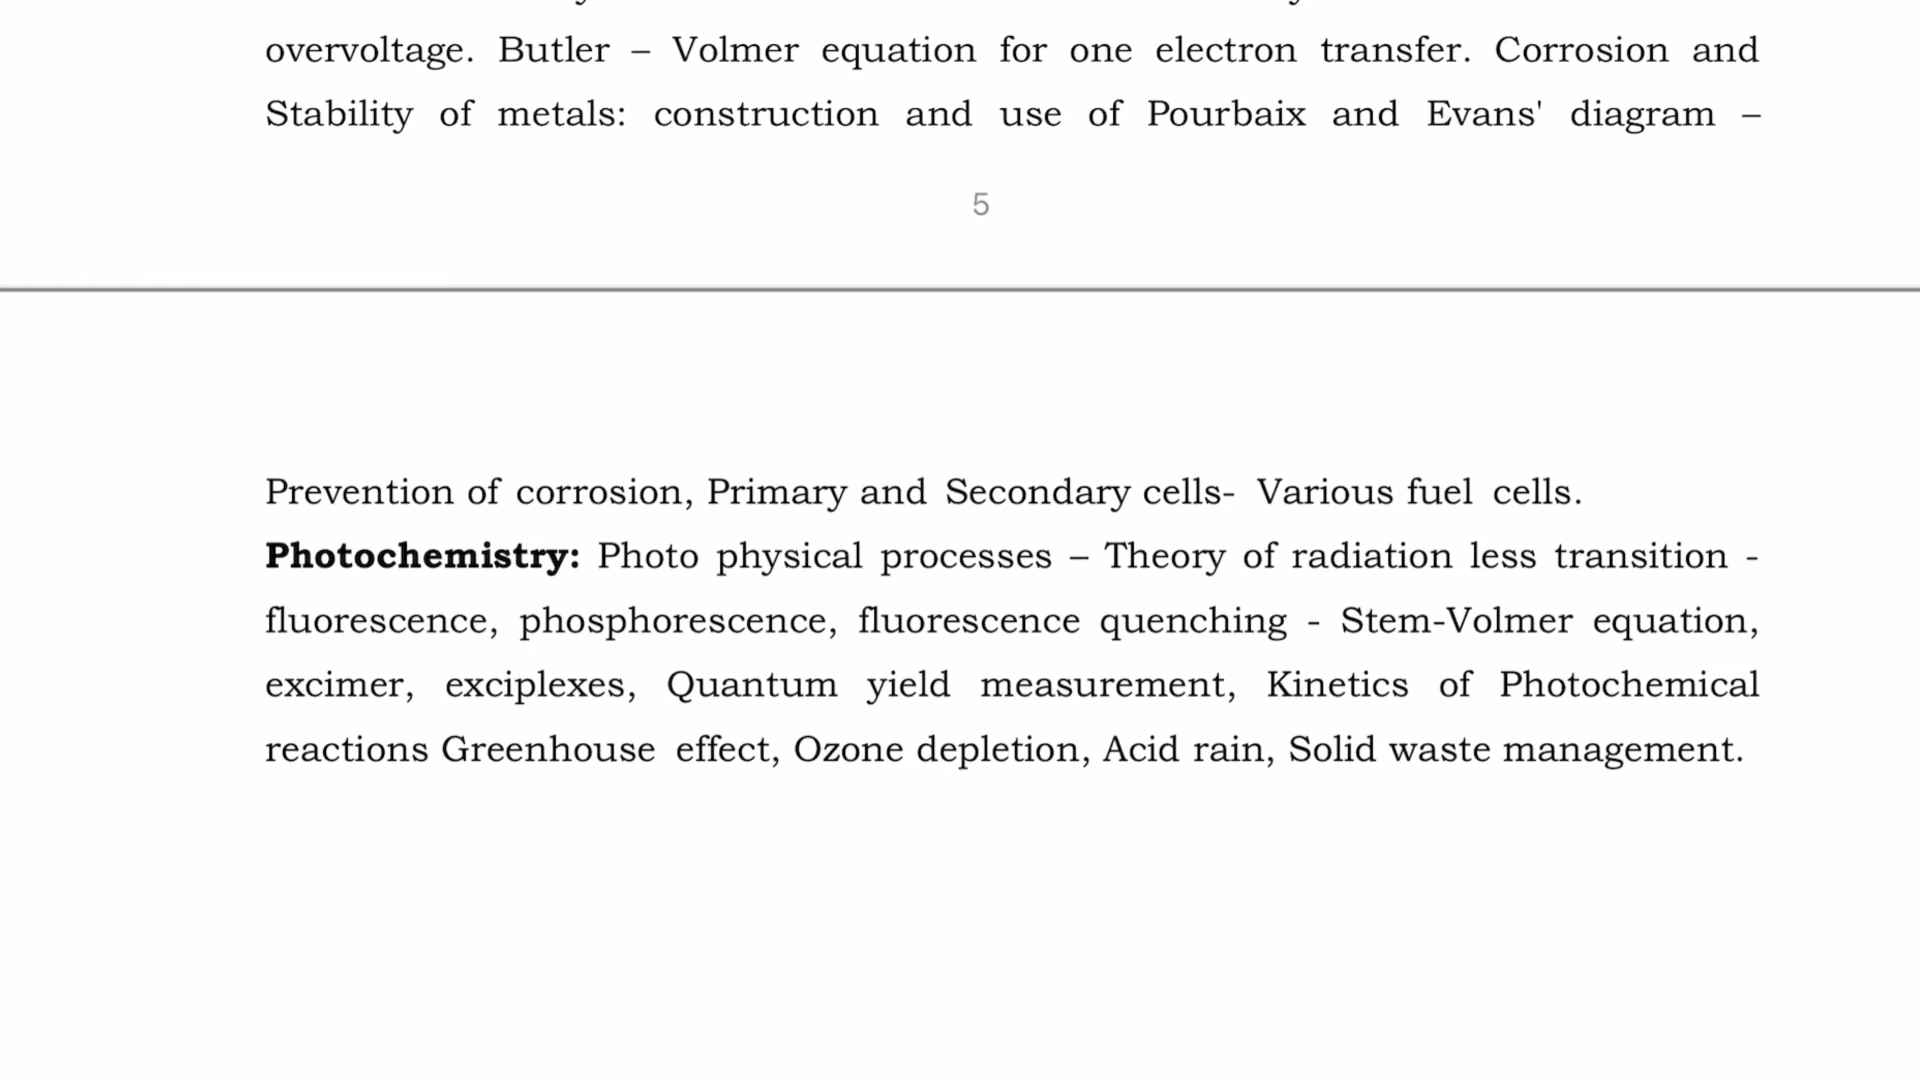 overvoltage. Butler – Volmer equation for one electron transfer. Corrosion and
Stability of metals: construction and use of Pourbaix and Evans' diagram –
5
Prevention of corrosion, Primary and Secondary cells- Various fuel cells.
Photochemistry: Photo physical processes – Theory of radiation less transition -
fluorescence, phosphorescence, fluorescence quenching - Stem-Volmer equation,
excimer, exciplexes, Quantum yield measurement, Kinetics of Photochemical
reactions Greenhouse effect, Ozone depletion, Acid rain, Solid waste management.